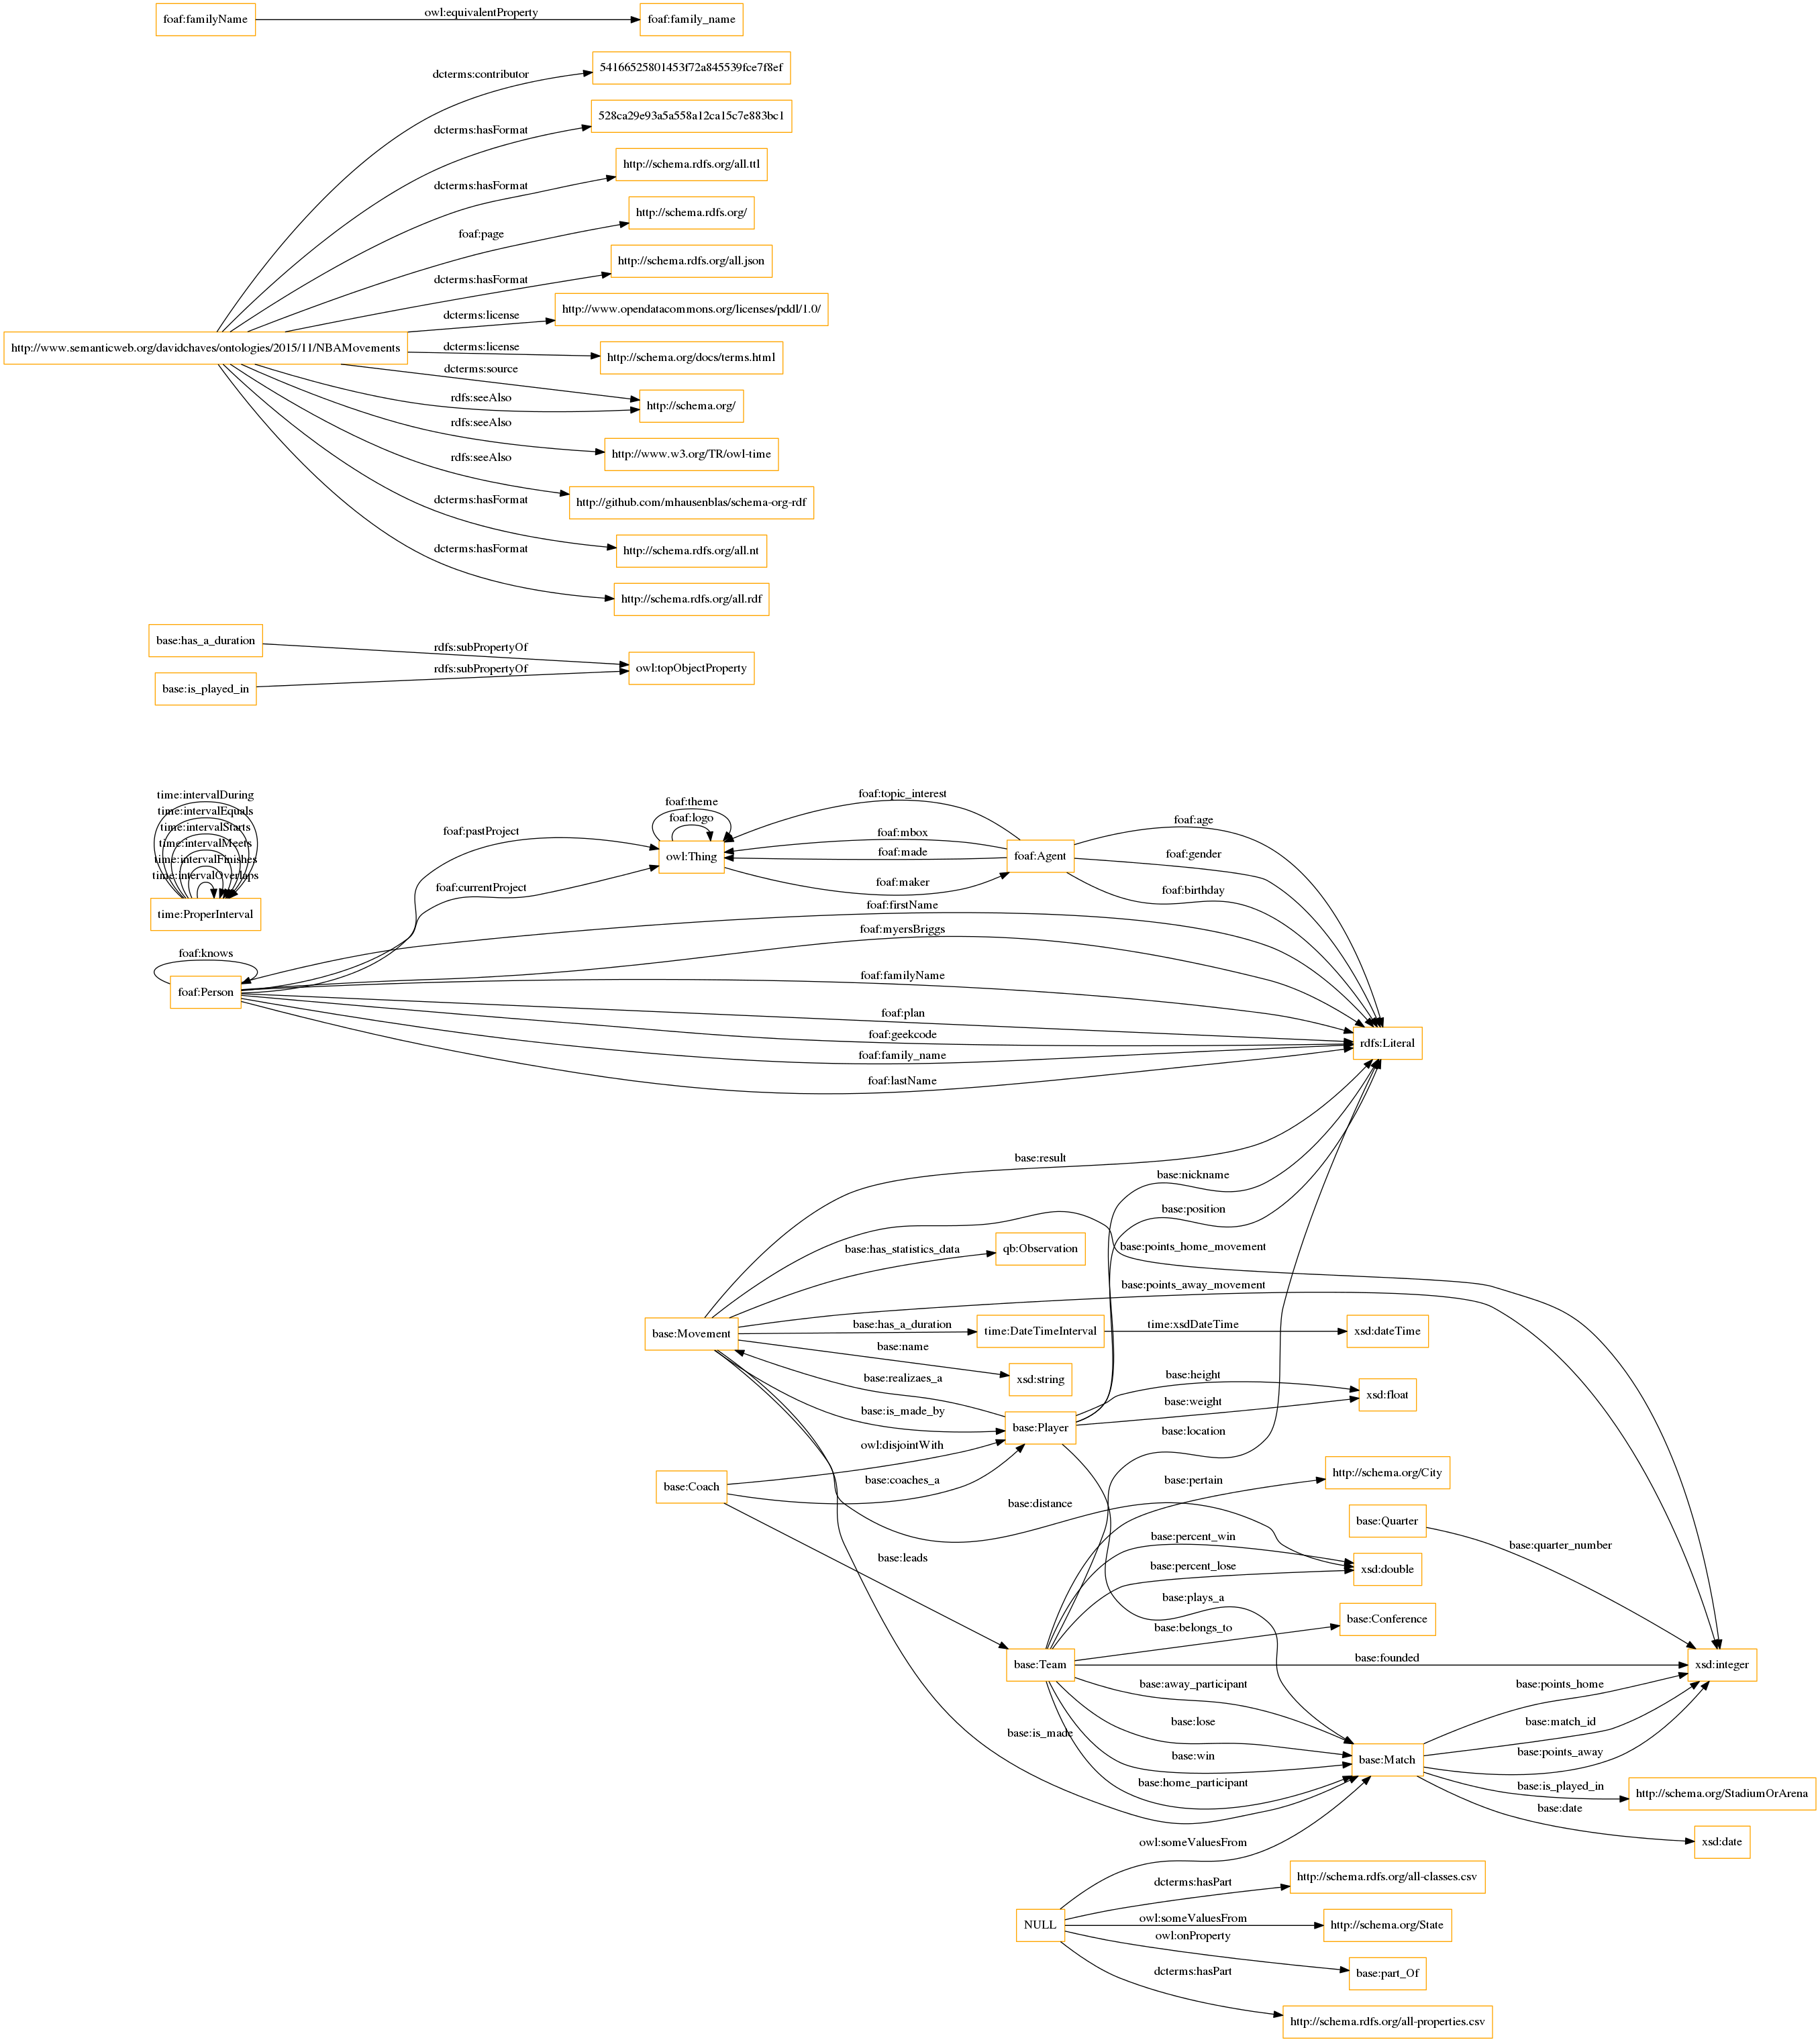 foaf:familyName
owl:equivalentProperty
foaf:family_name
dcterms:contributor
54166525801453f72a845539fce7f8ef
dcterms:hasFormat
528ca29e93a5a558a12ca15c7e883bc1
dcterms:hasFormat
http://schema.rdfs.org/all.ttl
foaf:page
http://schema.rdfs.org/
dcterms:hasFormat
http://schema.rdfs.org/all.json
dcterms:license
http://www.opendatacommons.org/licenses/pddl/1.0/
http://www.semanticweb.org/davidchaves/ontologies/2015/11/NBAMovements
dcterms:license
http://schema.org/docs/terms.html
dcterms:source
rdfs:seeAlso
http://schema.org/
rdfs:seeAlso
http://www.w3.org/TR/owl-time
rdfs:seeAlso
http://github.com/mhausenblas/schema-org-rdf
dcterms:hasFormat
http://schema.rdfs.org/all.nt
dcterms:hasFormat
http://schema.rdfs.org/all.rdf
base:has_a_duration
rdfs:subPropertyOf
owl:topObjectProperty
rdfs:subPropertyOf
base:is_played_in
time:intervalDuring
time:intervalEquals
time:intervalStarts
time:intervalMeets
time:intervalFinishes
time:intervalOverlaps
time:ProperInterval
foaf:theme
foaf:logo
owl:Thing
foaf:pastProject
foaf:currentProject
foaf:topic_interest
foaf:mbox
foaf:made
foaf:maker
foaf:Agent
foaf:age
foaf:gender
foaf:birthday
foaf:firstName
foaf:myersBriggs
foaf:knows
foaf:Person
foaf:familyName
foaf:plan
foaf:geekcode
foaf:family_name
foaf:lastName
rdfs:Literal
base:result
base:nickname
base:position
base:has_statistics_data
qb:Observation
base:points_home_movement
base:points_away_movement
base:Movement
base:has_a_duration
time:DateTimeInterval
time:xsdDateTime
xsd:dateTime
base:name
xsd:string
base:realizaes_a
base:is_made_by
base:Player
base:height
base:weight
xsd:float
owl:disjointWith
base:location
base:Coach
base:coaches_a
base:pertain
http://schema.org/City
base:distance
base:Quarter
base:quarter_number
base:percent_win
base:percent_lose
xsd:double
base:leads
base:plays_a
base:Conference
base:belongs_to
base:Team
base:founded
xsd:integer
base:away_participant
base:points_home
base:lose
base:match_id
base:is_made
base:win
base:Match
base:points_away
base:home_participant
base:is_played_in
http://schema.org/StadiumOrArena
base:date
xsd:date
owl:someValuesFrom
dcterms:hasPart
http://schema.rdfs.org/all-classes.csv
NULL
owl:someValuesFrom
http://schema.org/State
owl:onProperty
base:part_Of
dcterms:hasPart
http://schema.rdfs.org/all-properties.csv